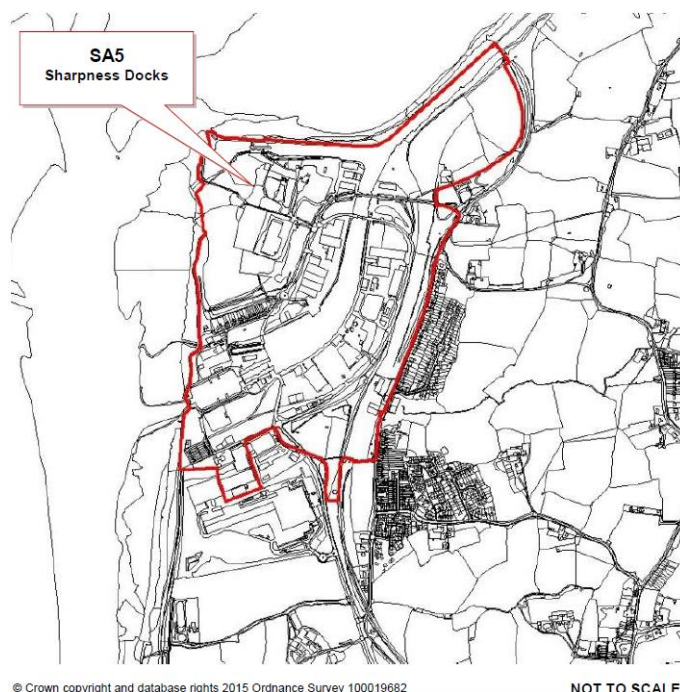 SA5
Sharpness Docks
© Crown copyright and database rights 2015 Ordnance Survey 100019682
NOT TO SCALE